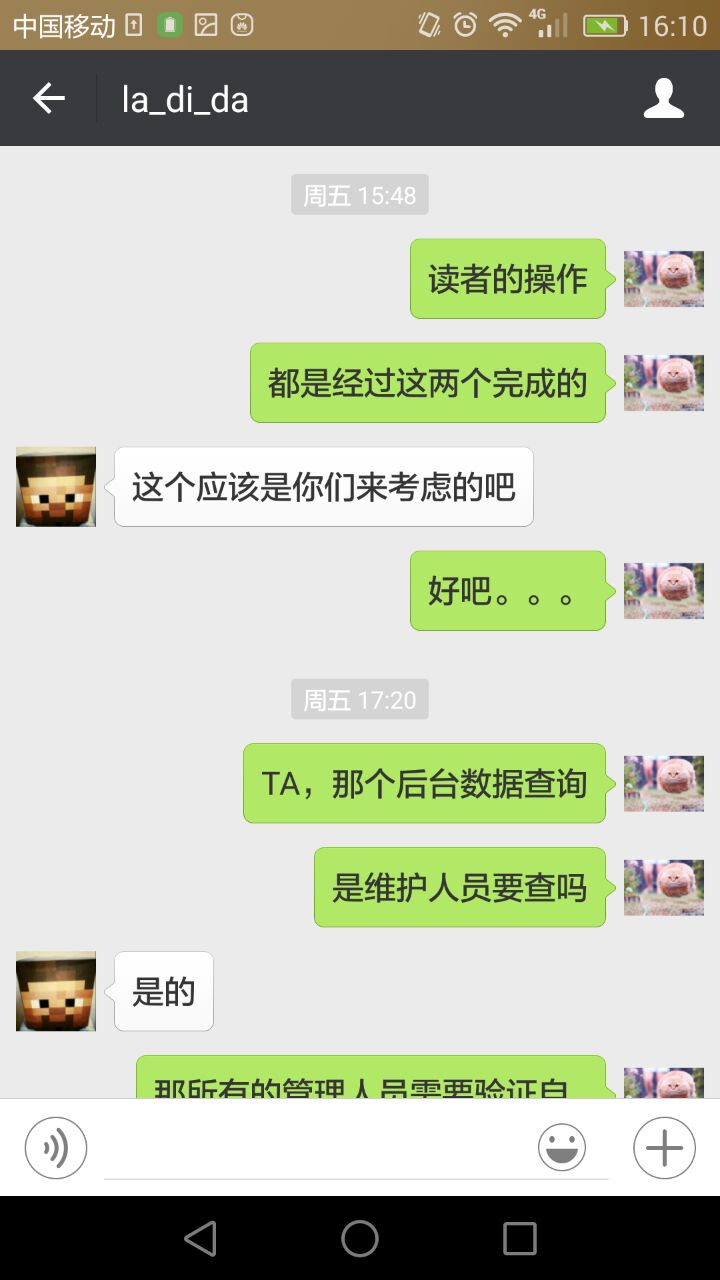 中国移动 4G 16:10
la_di_da
周五 15:48
读者的操作
都是经过这两个完成的
这个应该是你们来考虑的吧
好吧。。。
周五 17:20
TA，那个后台数据查询
是维护人员要查吗
是的
那所有的管理人员需要验证自